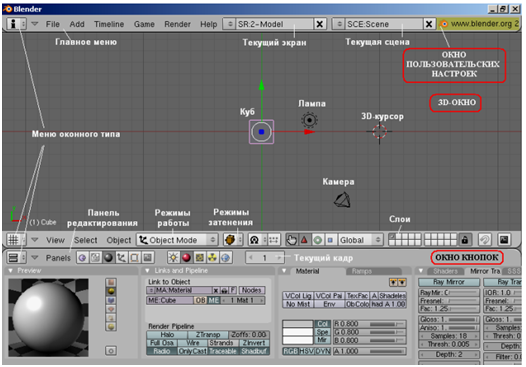 Blender
File Add Timeline Game Render Help SR:2-Model SCE:Scene www.blender.org 2
Главное меню Текущий экран Текущая сцена
ОКНО
ПОЛЬЗОВАТЕЛЬСКИХ
НАСТРОЕК
3D-ОКНО
Куб Лампа
3D-курсор
Меню оконного типа
Камера
(1) Cube
Панель
редактирования
Режимы
работы
Режимы
затенения
Слои
View Select Object Object Mode Global
Panels 1 Текущий кадр ОКНО КНОПОК
Preview
Links and Pipeline
Link to Object
MA:Material F Nodes
ME:Cube OB ME 1 Mat 1
Render Pipeline
Halo ZTransp Zoffs: 0.00
Full Osa Wire Strands ZInvert
Radio OnlyCast Traceable Shadbuf
Material Ramps
VCol Lig VCol Pai TexFac A Shadeles
No Mist Env ObColo had A 1.00
Col R 0.800
Spe G 0.800
Mir B 0.800
RGB HSV DYN A 1.000
Shaders Mirror Tra SSS
Ray Mirror Ray Tran
Ray Mir: 0. IOR: 1.0
Fresnel: Fresnel:
Fac: 1.25 Fac: 1.25
Gloss: 1. Gloss: 1.
Aniso: 1. Samples:
Samples: 18 Thresh: 0.
Thresh: 0.005
Depth: 2 Depth:
Filter: 0.0